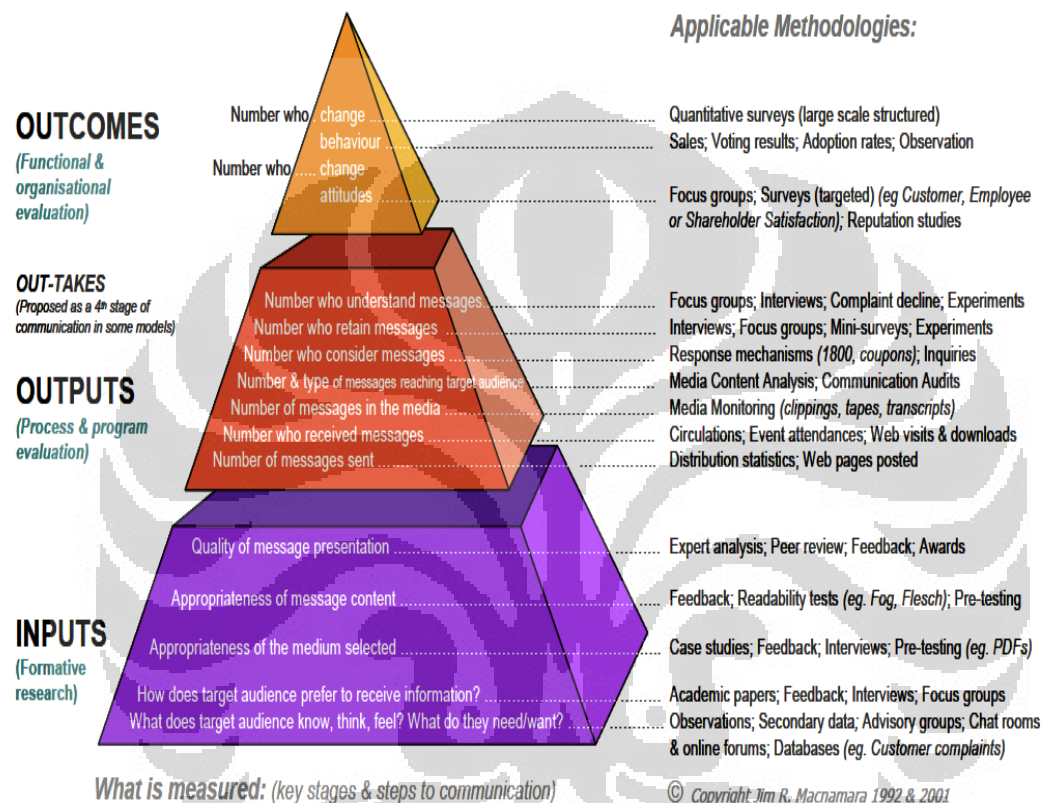 Applicable Methodologies:
OUTCOMES
(Functional &
organisational
evaluation)
Number who change ........ Quantitative surveys (large scale structured)
behaviour ........ Sales; Voting results; Adoption rates; Observation
Number who .... change
attitudes ........ Focus groups; Surveys (targeted) (eg Customer, Employee
or Shareholder Satisfaction); Reputation studies
OUT-TAKES
(Proposed as a 4th stage of
communication in some models)
Number who understand messages ........ Focus groups; Interviews; Complaint decline; Experiments
Number who retain messages ........ Interviews; Focus groups; Mini-surveys; Experiments
Number who consider messages ........ Response mechanisms (1800, coupons); Inquiries
OUTPUTS
(Process & program
evaluation)
Number & type of messages reaching target audience ........ Media Content Analysis; Communication Audits
Number of messages in the media ........ Media Monitoring (clippings, tapes, transcripts)
Number who received messages ........ Circulations; Event attendances; Web visits & downloads
Number of messages sent ........ Distribution statistics; Web pages posted
INPUTS
(Formative
research)
Quality of message presentation ........ Expert analysis; Peer review; Feedback; Awards
Appropriateness of message content ........ Feedback; Readability tests (eg. Fog, Flesch); Pre-testing
Appropriateness of the medium selected ........ Case studies; Feedback; Interviews; Pre-testing (eg. PDFs)
How does target audience prefer to receive information? ........ Academic papers; Feedback; Interviews; Focus groups
What does target audience know, think, feel? What do they need/want? ........ Observations; Secondary data; Advisory groups; Chat rooms
& online forums; Databases (eg. Customer complaints)
What is measured: (key stages & steps to communication)
© Copyright Jim R. Macnamara 1992 & 2001